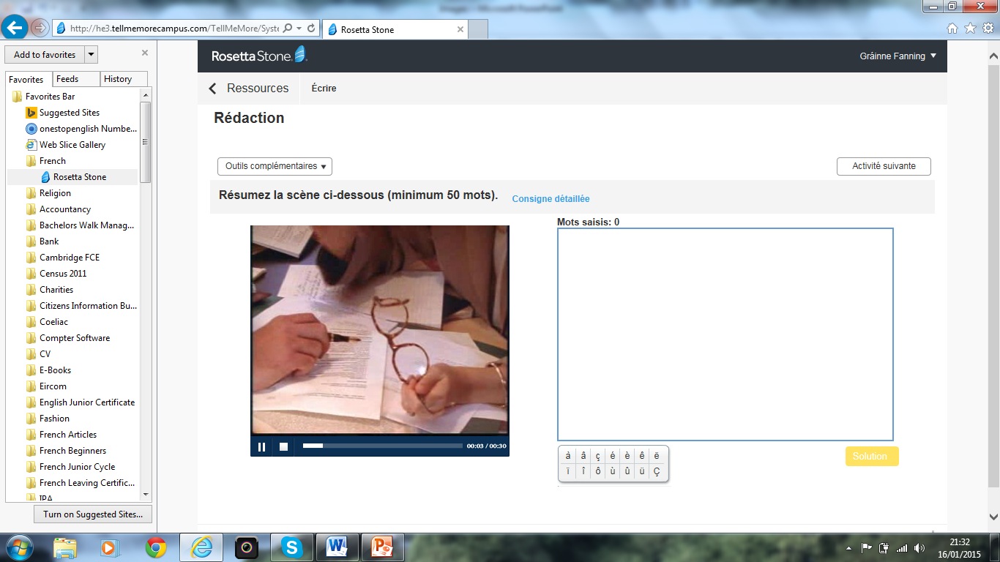 http://he3.tellmemorecampus.com/TellMeMore/Syste
Rosetta Stone
Add to favorites
Favorites
Feeds
History
Favorites Bar
Suggested Sites
onestopenglish Numbe...
Web Slice Gallery
French
Rosetta Stone
Religion
Accountancy
Bachelors Walk Manag...
Bank
Cambridge FCE
Census 2011
Charities
Citizens Information Bu...
Coeliac
Compter Software
CV
E-Books
Eircom
English Junior Certificate
Fashion
French Articles
French Beginners
French Junior Cycle
French Leaving Certific...
IPA
Turn on Suggested Sites...
RosettaStone
Gráinne Fanning
Ressources
Écrire
Rédaction
Outils complémentaires
Activité suivante
Résumez la scène ci-dessous (minimum 50 mots).
Consigne détaillée
Mots saisis: 0
00:03 / 00:30
à â ç é è ê ë
ï î ô ù û ü Ç
Solution
21:32
16/01/2015